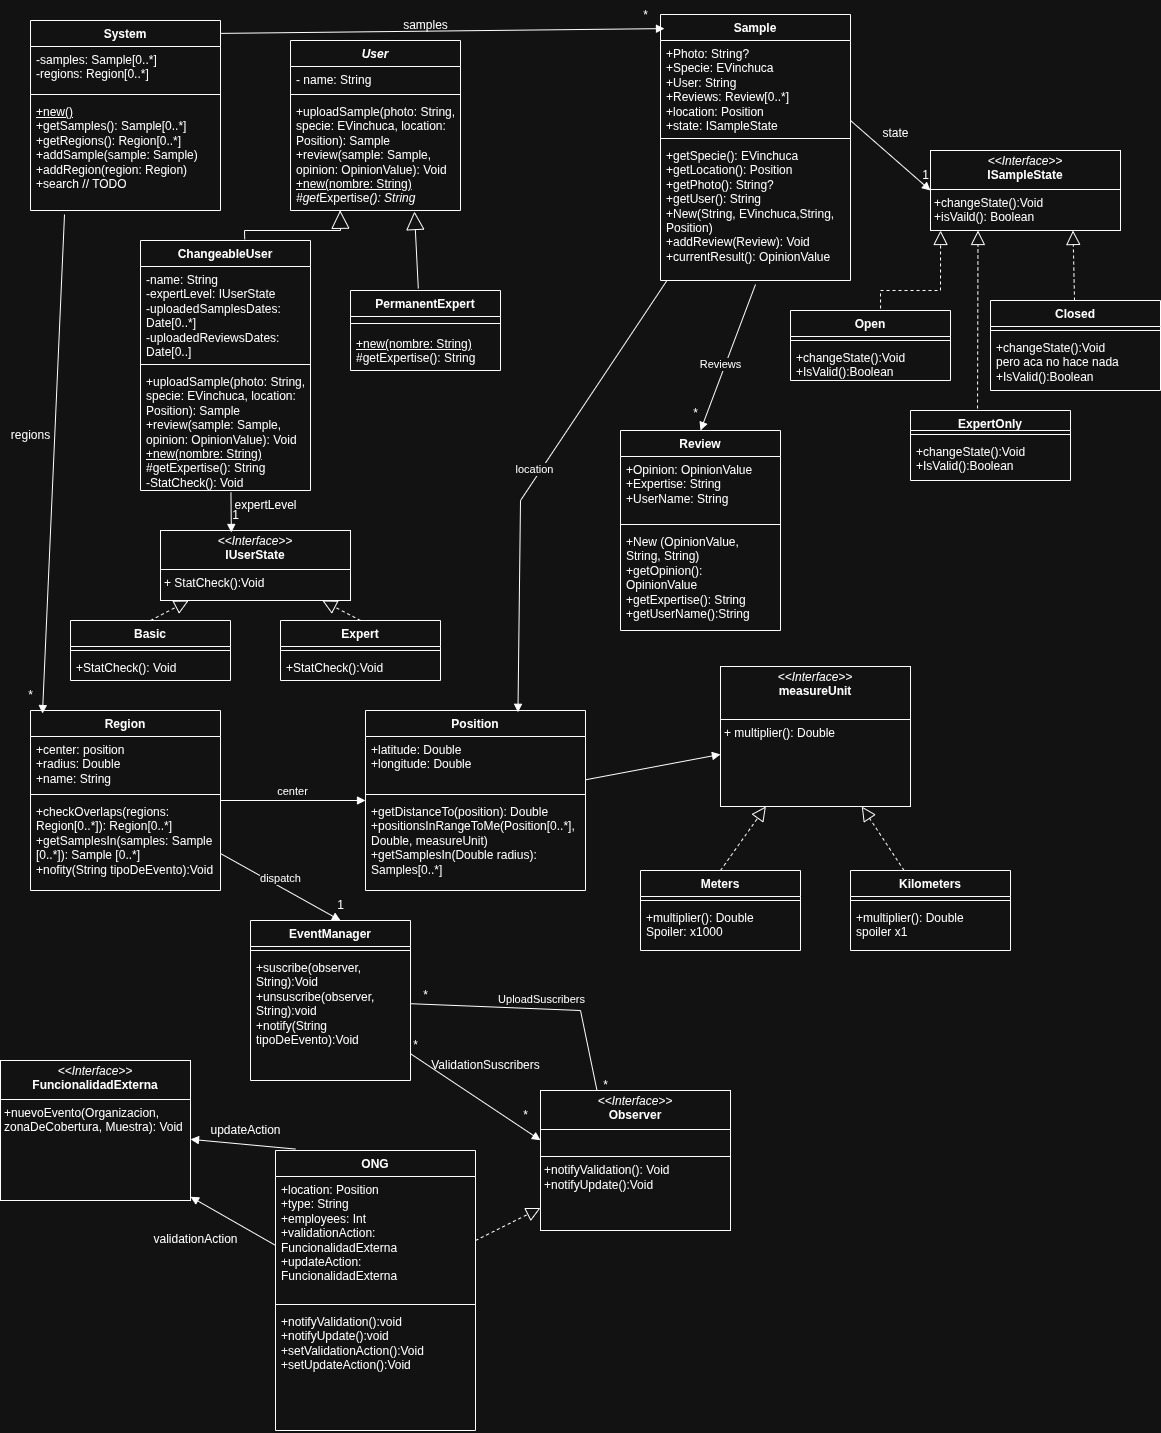 System
-samples: Sample[0..*]
-regions: Region[0..*]
+new()
+getSamples(): Sample[0..*]
+getRegions(): Region[0..*]
+addSample(sample: Sample)
+addRegion(region: Region)
+search // TODO
samples
*
User
- name: String
+uploadSample(photo: String,
specie: EVinchuca, location:
Position): Sample
+review(sample: Sample,
opinion: OpinionValue): Void
+new(nombre: String)
#getExpertise(): String
Sample
+Photo: String?
+Specie: EVinchuca
+User: String
+Reviews: Review[0..*]
+location: Position
+state: ISampleState
+getSpecie(): EVinchuca
+getLocation(): Position
+getPhoto(): String?
+getUser(): String
+New(String, EVinchuca,String,
Position)
+addReview(Review): Void
+currentResult(): OpinionValue
state
1
<<Interface>>
ISampleState
+changeState():Void
+isVaild(): Boolean
ChangeableUser
-name: String
-expertLevel: IUserState
-uploadedSamplesDates:
Date[0..*]
-uploadedReviewsDates:
Date[0..]
+uploadSample(photo: String,
specie: EVinchuca, location:
Position): Sample
+review(sample: Sample,
opinion: OpinionValue): Void
+new(nombre: String)
#getExpertise(): String
-StatCheck(): Void
PermanentExpert
+new(nombre: String)
#getExpertise(): String
Open
+changeState():Void
+IsValid():Boolean
Closed
+changeState():Void
pero aca no hace nada
+IsValid():Boolean
ExpertOnly
+changeState():Void
+IsValid():Boolean
Reviews
*
regions
*
location
Review
+Opinion: OpinionValue
+Expertise: String
+UserName: String
+New (OpinionValue,
String, String)
+getOpinion():
OpinionValue
+getExpertise(): String
+getUserName():String
expertLevel
1
<<Interface>>
IUserState
+ StatCheck():Void
Basic
+StatCheck(): Void
Expert
+StatCheck():Void
Region
+center: position
+radius: Double
+name: String
+checkOverlaps(regions:
Region[0..*]): Region[0..*]
+getSamplesIn(samples: Sample
[0..*]): Sample [0..*]
+nofity(String tipoDeEvento):Void
center
Position
+latitude: Double
+longitude: Double
+getDistanceTo(position): Double
+positionsInRangeToMe(Position[0..*],
Double, measureUnit)
+getSamplesIn(Double radius):
Samples[0..*]
<<Interface>>
measureUnit
+ multiplier(): Double
Meters
+multiplier(): Double
Spoiler: x1000
Kilometers
+multiplier(): Double
spoiler x1
dispatch
1
EventManager
+suscribe(observer,
String):Void
+unsuscribe(observer,
String):void
+notify(String
tipoDeEvento):Void
*
UploadSuscribers
*
*
ValidationSuscribers
*
<<Interface>>
FuncionalidadExterna
+nuevoEvento(Organizacion,
zonaDeCobertura, Muestra): Void
<<Interface>>
Observer
+notifyValidation(): Void
+notifyUpdate():Void
updateAction
validationAction
ONG
+location: Position
+type: String
+employees: Int
+validationAction:
FuncionalidadExterna
+updateAction:
FuncionalidadExterna
+notifyValidation():void
+notifyUpdate():void
+setValidationAction():Void
+setUpdateAction():Void